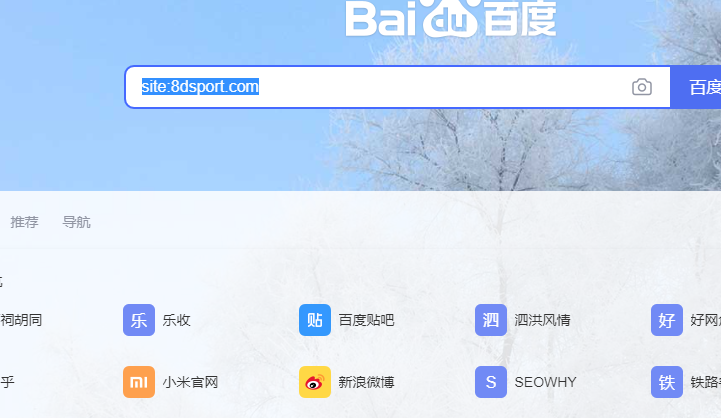 Bai du 百度
site:8dsport.com
百度
推荐 导航
祠胡同 乐 乐收 贴 百度贴吧 泗 泗洪风情 好 好网
乎 小米官网 新浪微博 S SEOWHY 铁 铁路